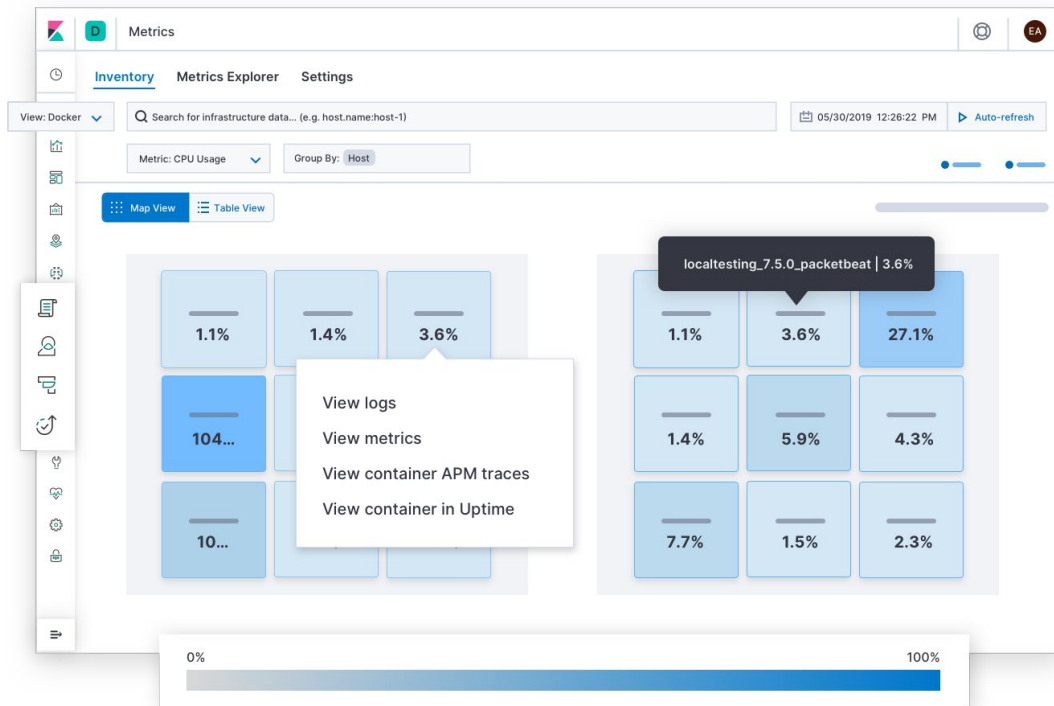 D Metrics EA
Inventory Metrics Explorer Settings
View: Docker Search for infrastructure data... (e.g. host.name:host-1) 05/30/2019 12:26:22 PM Auto-refresh
Metric: CPU Usage Group By: Host
Map View Table View
localtesting_7.5.0_packetbeat | 3.6%
1.1% 1.4% 3.6% 1.1% 3.6% 27.1%
View logs
104... View metrics 1.4% 5.9% 4.3%
View container APM traces
View container in Uptime
10... 7.7% 1.5% 2.3%
0% 100%